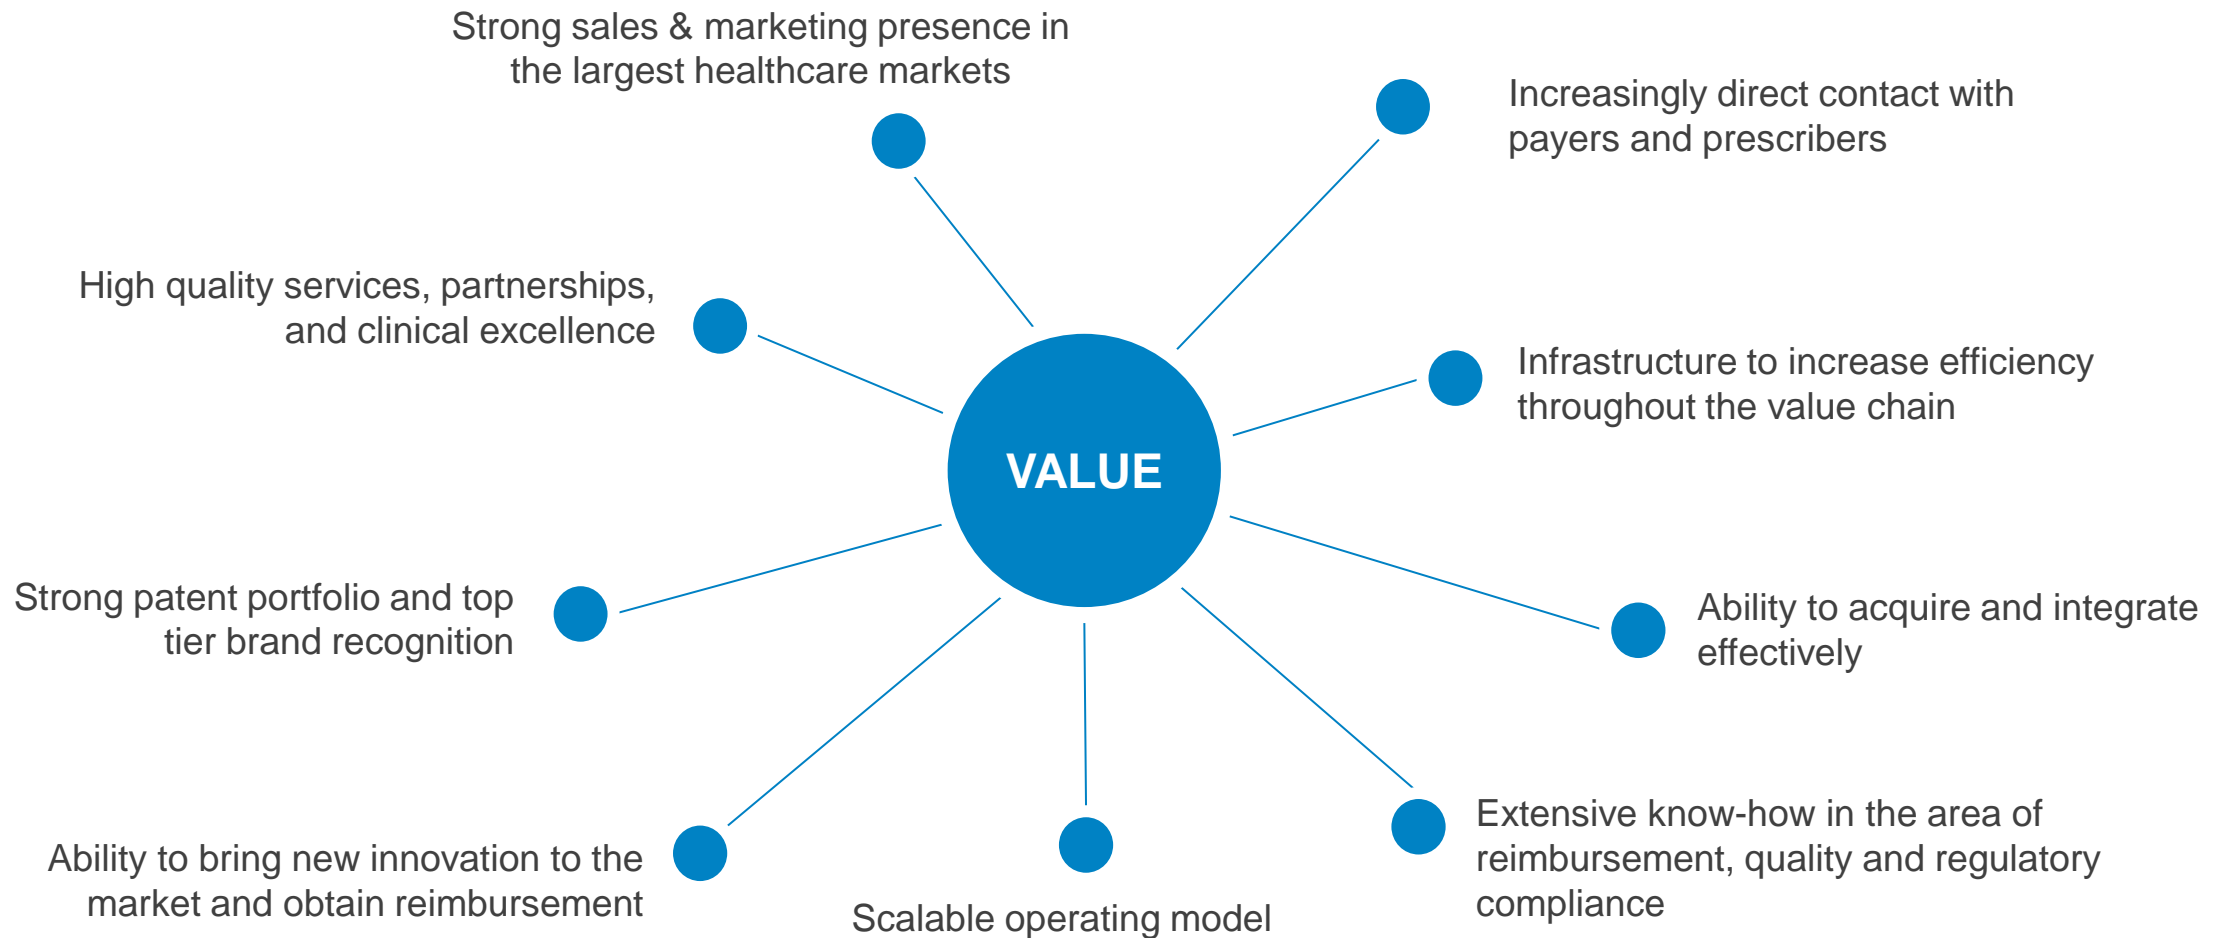 Strong sales & marketing presence in
the largest healthcare markets
Increasingly direct contact with
payers and prescribers
High quality services, partnerships,
and clinical excellence
Infrastructure to increase efficiency
throughout the value chain
VALUE
Strong patent portfolio and top
tier brand recognition
Ability to acquire and integrate
effectively
Ability to bring new innovation to the
market and obtain reimbursement
Scalable operating model
Extensive know-how in the area of
reimbursement, quality and regulatory
compliance